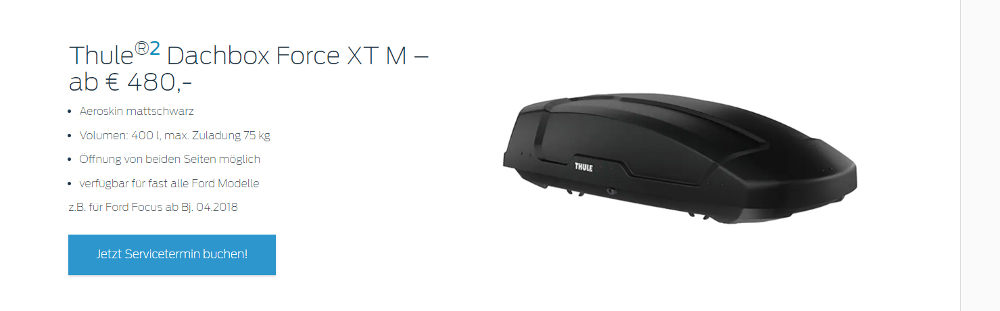 Thule®2 Dachbox Force XT M –
ab € 480,-
• Aeroskin mattschwarz
• Volumen: 400 l, max. Zuladung 75 kg
• Öffnung von beiden Seiten möglich
• verfügbar für fast alle Ford Modelle
z.B. für Ford Focus ab Bj. 04.2018
Jetzt Servicetermin buchen!
THULE